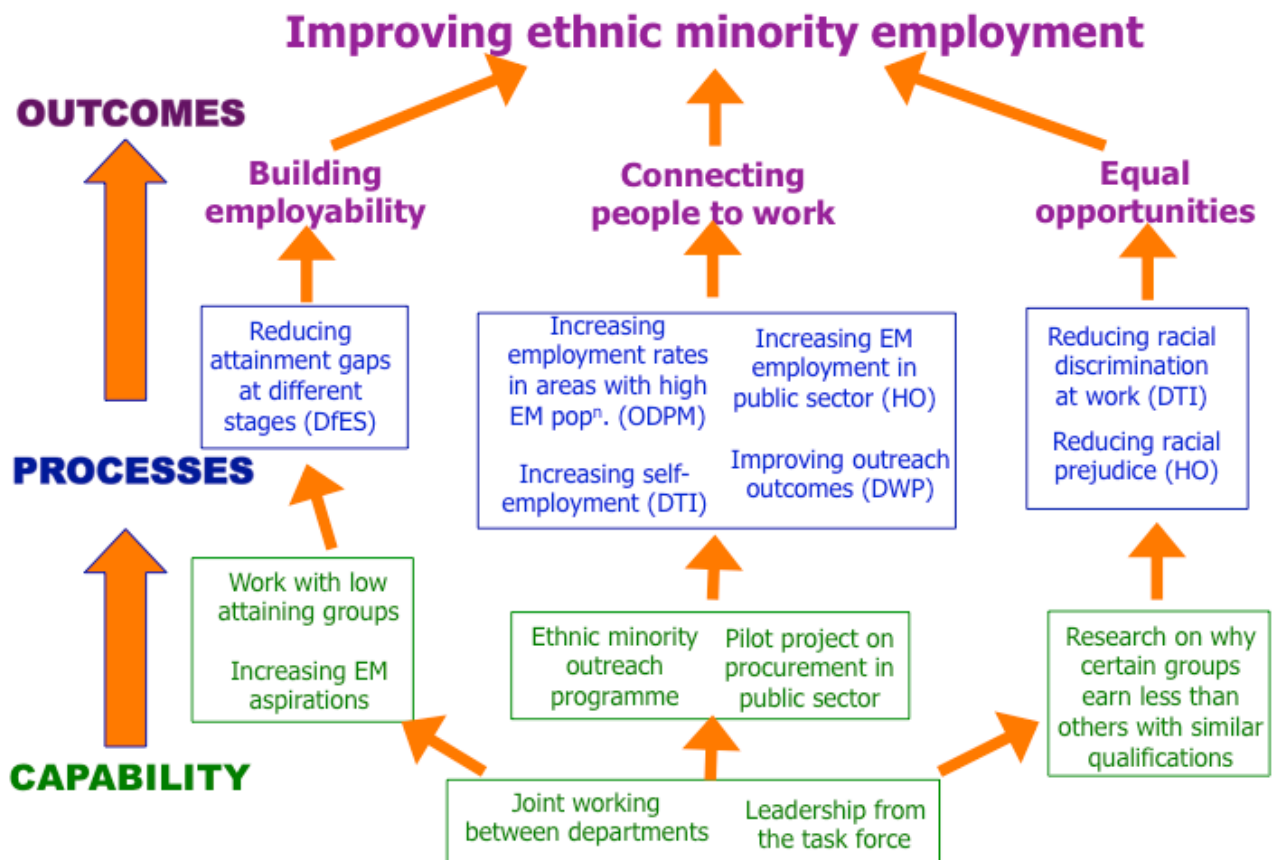 Improving ethnic minority employment
OUTCOMES
Building
employability
Connecting
people to work
Equal
opportunities
Reducing
attainment gaps
at different
stages (DfES)
Increasing
employment rates
in areas with high
EM popⁿ. (ODPM)
Increasing EM
employment in
public sector (HO)
Increasing self-
employment (DTI)
Improving outreach
outcomes (DWP)
Reducing racial
discrimination
at work (DTI)
Reducing racial
prejudice (HO)
PROCESSES
Work with low
attaining groups
Increasing EM
aspirations
Ethnic minority
outreach
programme
Pilot project on
procurement in
public sector
Research on why
certain groups
earn less than
others with similar
qualifications
CAPABILITY
Joint working
between departments
Leadership from
the task force